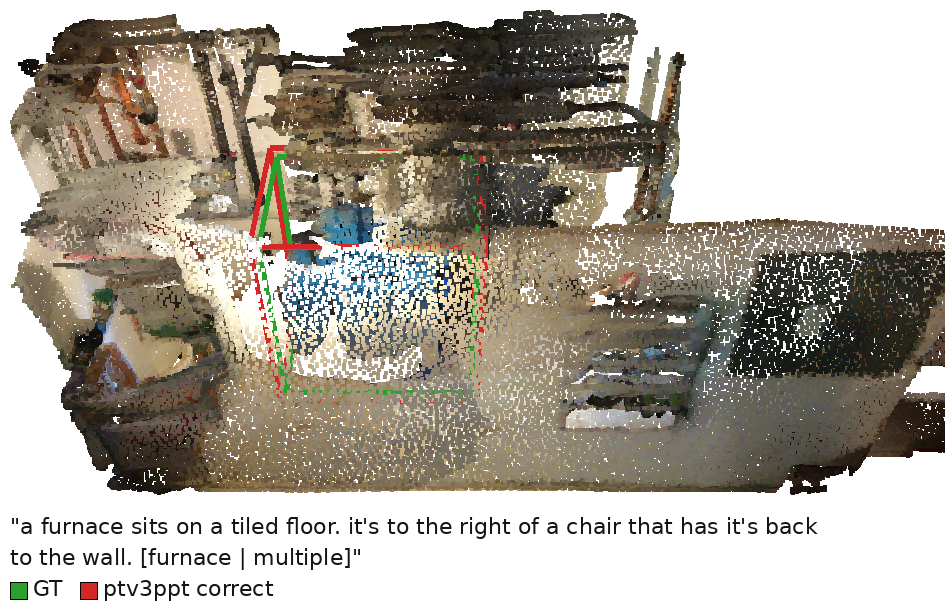 "a furnace sits on a tiled floor. it's to the right of a chair that has it's back
to the wall. [furnace | multiple]"
GT ptv3ppt correct